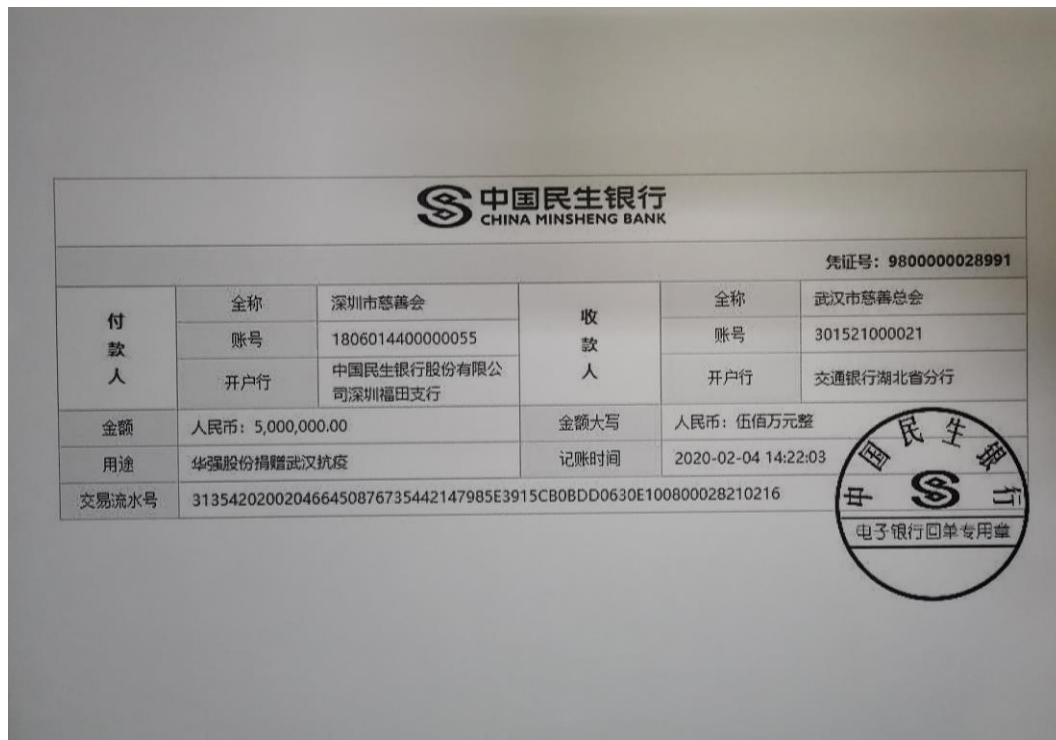 中国民生银行
CHINA MINSHENG BANK
凭证号：9800000028991
付款人
全称 深圳市慈善会
账号 1806014400000055
开户行 中国民生银行股份有限公
司深圳福田支行
收款人
全称 武汉市慈善总会
账号 301521000021
开户行 交通银行湖北省分行
金额 人民币：5,000,000.00 金额大写 人民币：伍佰万元整
用途 华强股份捐赠武汉抗疫 记账时间 2020-02-04 14:22:03
交易流水号 31354202002046645087673544214​7985E3915CB0BDD0630E100800028210216
中国民生银行
电子银行回单专用章